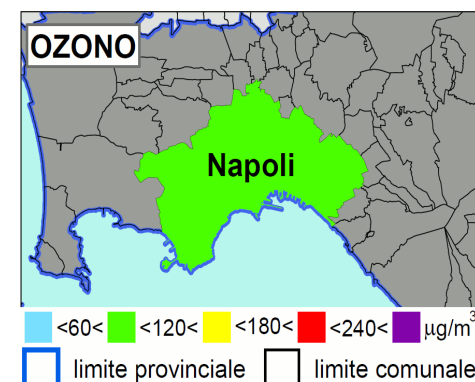 OZONO
Napoli
<60< <120< <180< <240< µg/m³
limite provinciale limite comunale